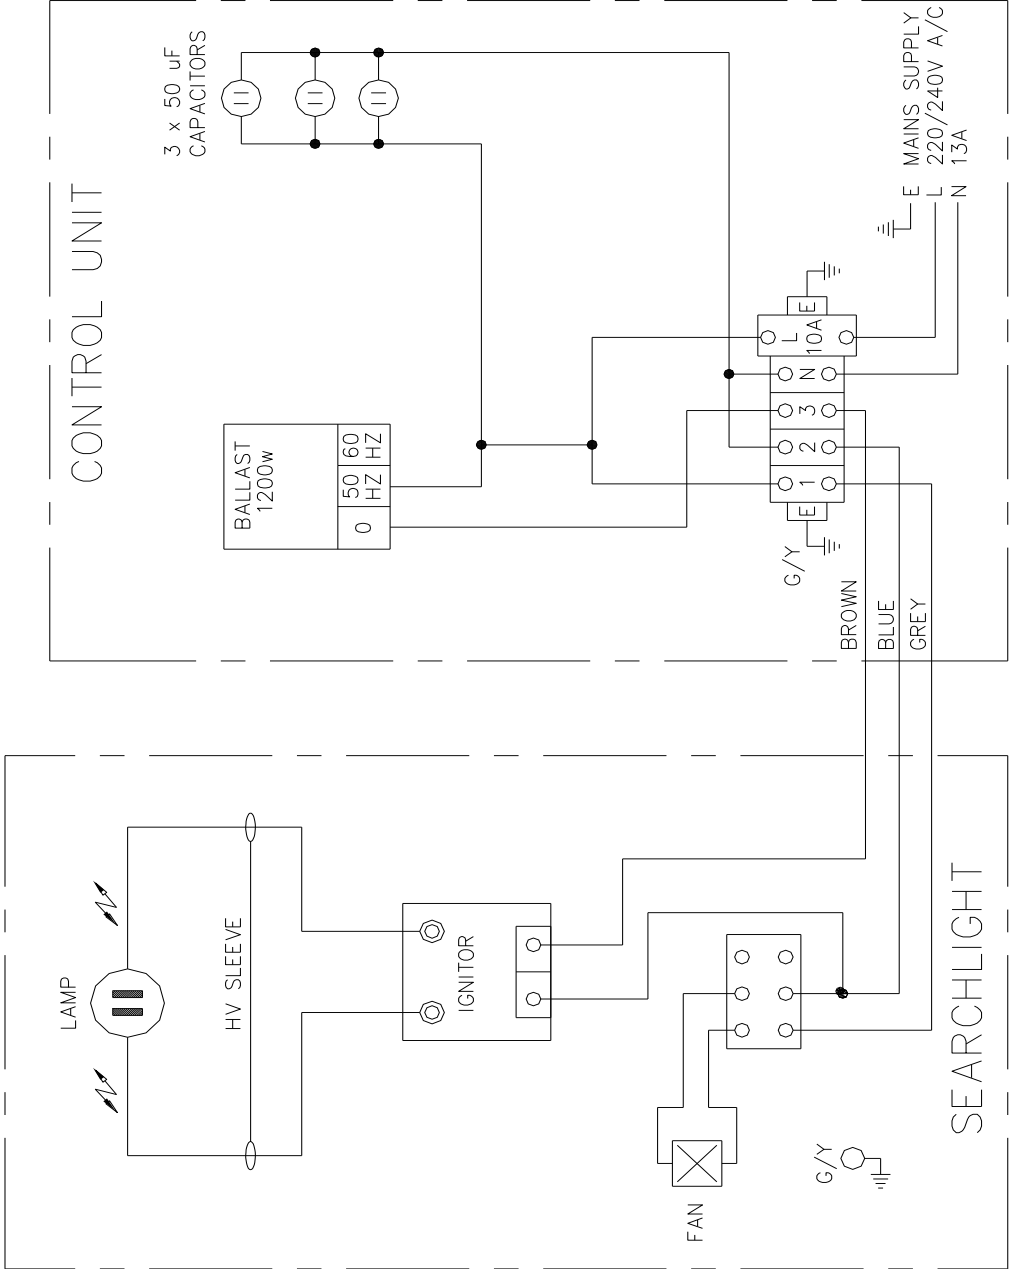 CONTROL UNIT
3 x 50 uF
CAPACITORS
BALLAST
1200w
0
50
HZ
60
HZ
MAINS SUPPLY
220/240V A/C
13A
E
L
N
E
L
10A
N
3
2
1
E
G/Y
BROWN
BLUE
GREY
SEARCHLIGHT
LAMP
HV SLEEVE
IGNITOR
FAN
G/Y